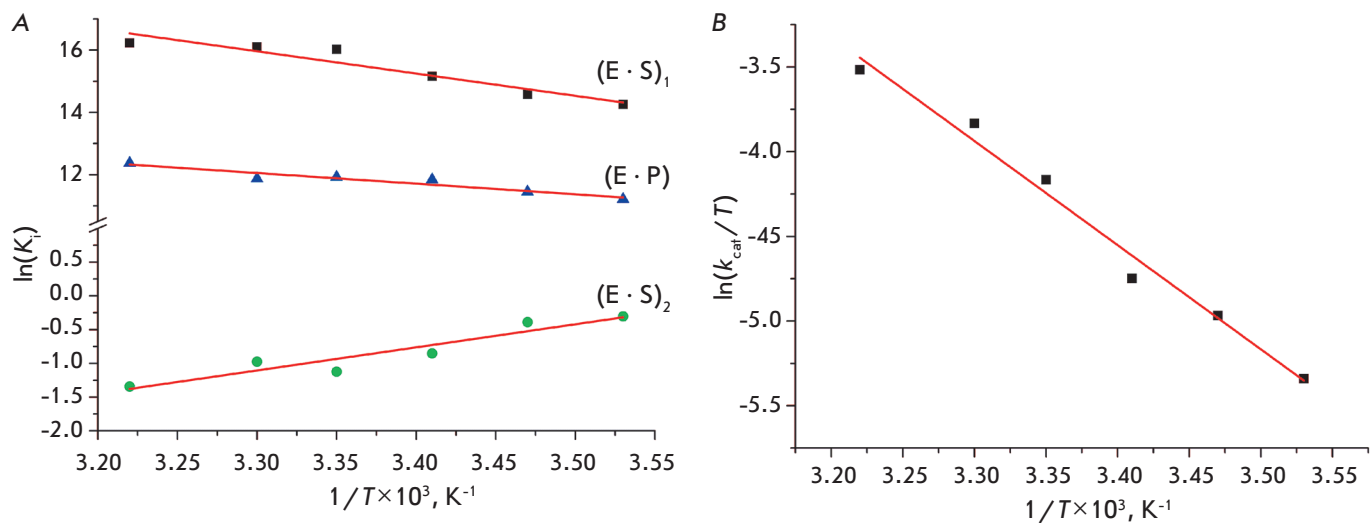 A
16
14
12
0.5
0.0
-0.5
-1.0
-1.5
-2.0
ln(Kᵢ)
(E · S)₁
(E · P)
(E · S)₂
3.20 3.25 3.30 3.35 3.40 3.45 3.50 3.55
1/T×10³, K⁻¹
B
-3.5
-4.0
-45
-5.0
-5.5
ln(k_cat/T)
3.20 3.25 3.30 3.35 3.40 3.45 3.50 3.55
1/T×10³, K⁻¹